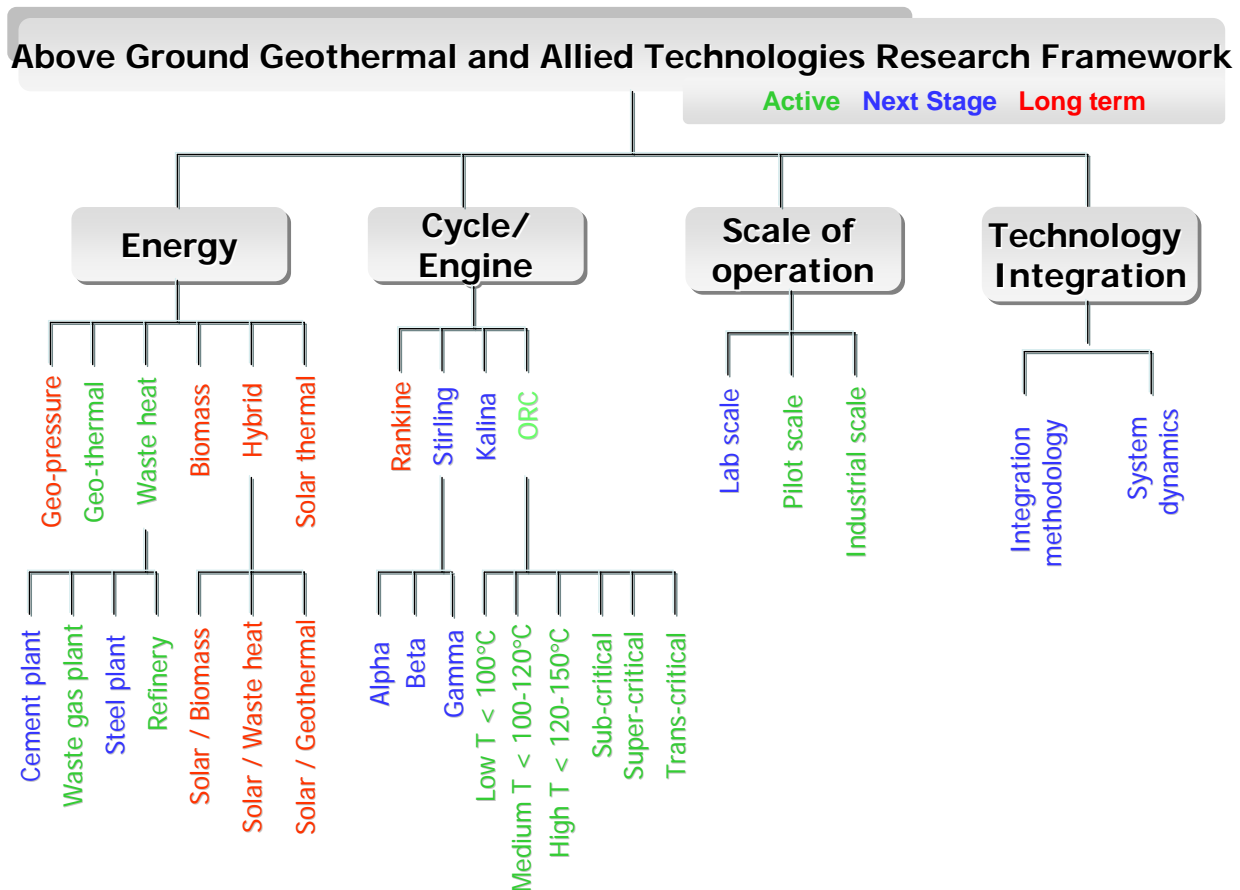 Above Ground Geothermal and Allied Technologies Research Framework
Active Next Stage Long term
Energy
Cycle/
Engine
Scale of
operation
Technology
Integration
Geo-pressure
Geo-thermal
Waste heat
Biomass
Hybrid
Solar thermal
Rankine
Stirling
Kalina
ORC
Lab scale
Pilot scale
Industrial scale
Integration
methodology
System
dynamics
Cement plant
Waste gas plant
Steel plant
Refinery
Solar / Biomass
Solar / Waste heat
Solar / Geothermal
Alpha
Beta
Gamma
Low T < 100°C
Medium T < 100-120°C
High T < 120-150°C
Sub-critical
Super-critical
Trans-critical